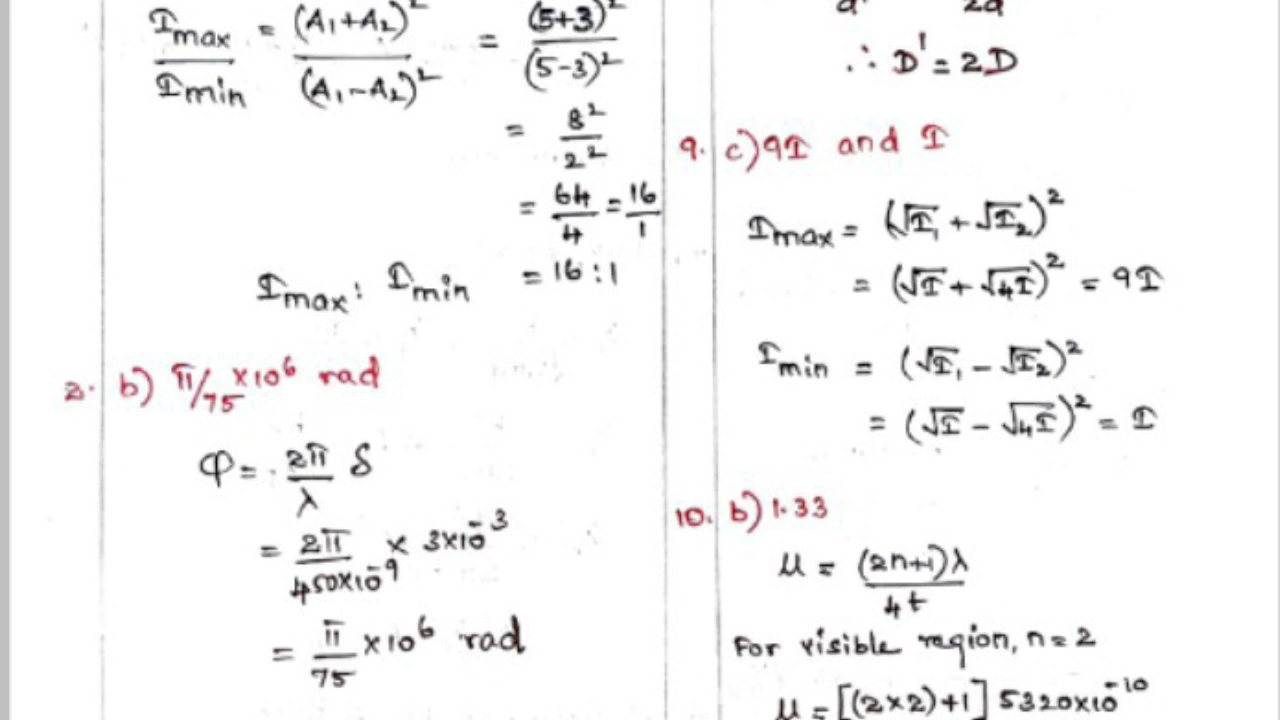 Imax/Imin = (A₁+A₂)²/(A₁-A₂)² = (5+3)²/(5-3)²
= 8²/2²
= 64/4 = 16/1
Imax : Imin = 16 : 1
2. b) π/75 ×10⁶ rad
φ = 2π/λ δ
= 2π/450×10⁻⁹ × 3×10⁻³
= π/75 ×10⁶ rad
d 2d
∴ D' = 2D
9. c) 9I and I
Imax = (√I₁ + √I₂)²
= (√I + √4I)² = 9I
Imin = (√I₁ - √I₂)²
= (√I - √4I)² = I
10. b) 1.33
μ = (2n+1)λ/4t
For visible region, n = 2
μ = [(2×2)+1] 5320×10⁻¹⁰